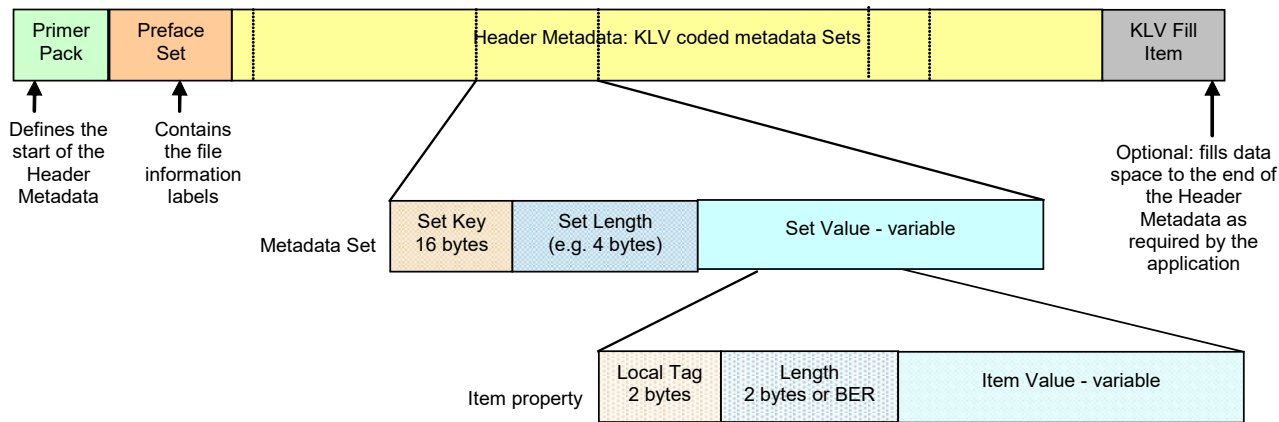 Primer
Pack
Preface
Set
Header Metadata: KLV coded metadata Sets
KLV Fill
Item
Defines the
start of the
Header
Metadata
Contains
the file
information
labels
Optional: fills data
space to the end of
the Header
Metadata as
required by the
application
Metadata Set
Set Key
16 bytes
Set Length
(e.g. 4 bytes)
Set Value - variable
Item property
Local Tag
2 bytes
Length
2 bytes or BER
Item Value - variable